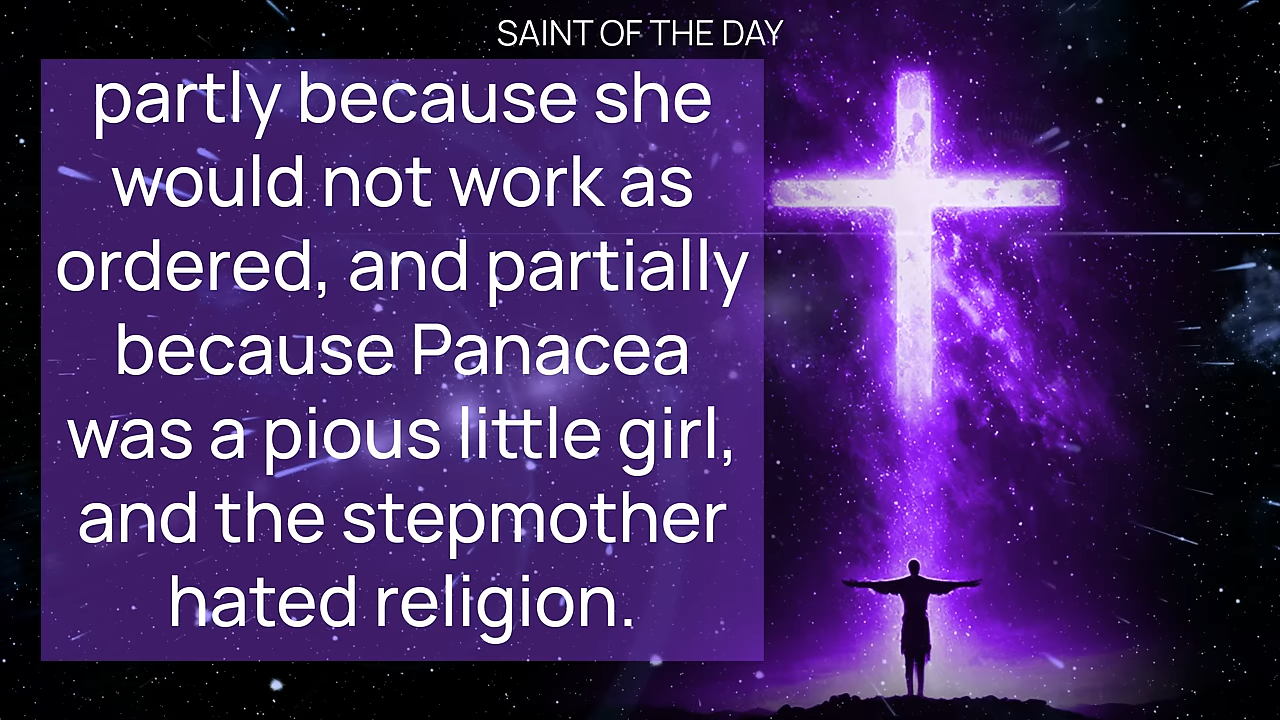 SAINT OF THE DAY
partly because she
would not work as
ordered, and partially
because Panacea
was a pious little girl,
and the stepmother
hated religion.